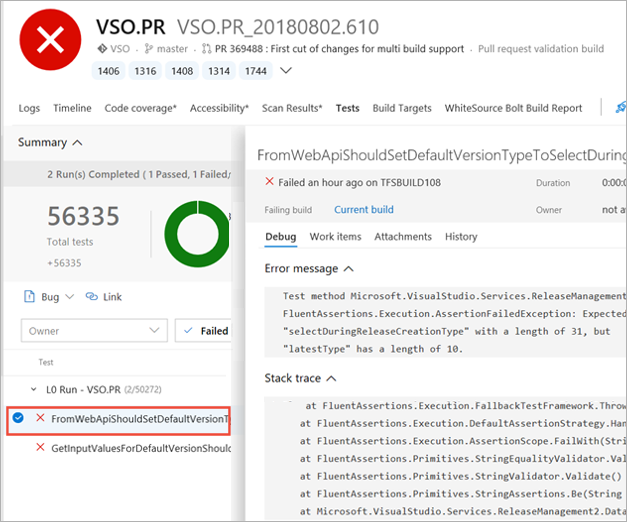 VSO.PR VSO.PR_20180802.610
VSO master PR 369488 : First cut of changes for multi build support Pull request validation build
1406 1316 1408 1314 1744
Logs Timeline Code coverage* Accessibility* Scan Results* Tests Build Targets WhiteSource Bolt Build Report
Summary
2 Run(s) Completed ( 1 Passed, 1 Failed,
56335
Total tests
+56335
Bug Link
Owner Failed
Test
L0 Run - VSO.PR (2/50272)
FromWebApiShouldSetDefaultVersionT
GetInputValuesForDefaultVersionShould
FromWebApiShouldSetDefaultVersionTypeToSelectDuring
Failed an hour ago on TFSBUILD108 Duration 0:00:0
Failing build Current build Owner not a
Debug Work items Attachments History
Error message
Test method Microsoft.VisualStudio.Services.ReleaseManagement
FluentAssertions.Execution.AssertionFailedException: Expected
"selectDuringReleaseCreationType" with a length of 31, but
"latestType" has a length of 10.
Stack trace
at FluentAssertions.Execution.FallbackTestFramework.Throw
at FluentAssertions.Execution.DefaultAssertionStrategy.Han
at FluentAssertions.Execution.AssertionScope.FailWith(Str
at FluentAssertions.Primitives.StringEqualityValidator.Val
at FluentAssertions.Primitives.StringValidator.Validate()
at FluentAssertions.Primitives.StringAssertions.Be(String
at Microsoft.VisualStudio.Services.ReleaseManagement2.Data